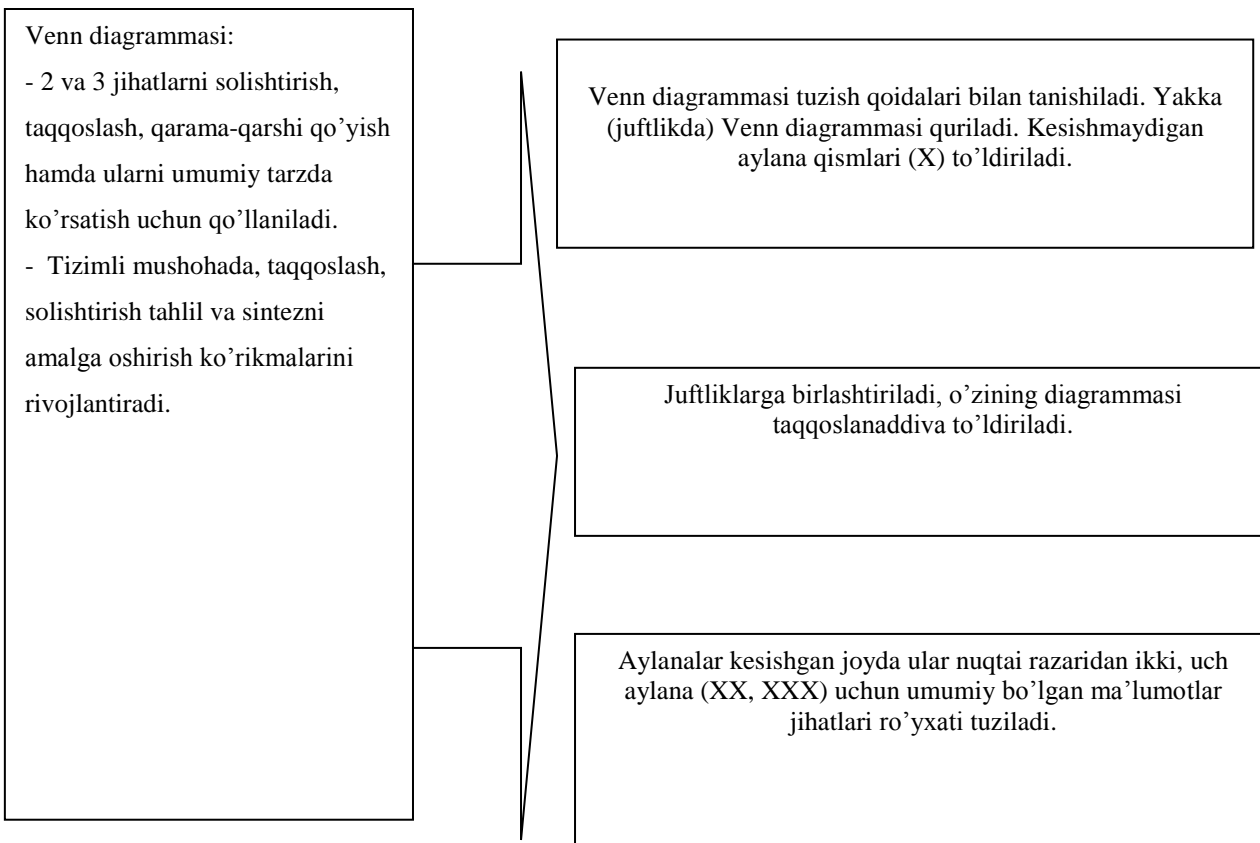 Venn diagrammasi:
- 2 va 3 jihatlarni solishtirish,
taqqoslash, qarama-qarshi qo’yish
hamda ularni umumiy tarzda
ko’rsatish uchun qo’llaniladi.
- Tizimli mushohada, taqqoslash,
solishtirish tahlil va sintezni
amalga oshirish ko’rikmalarini
rivojlantiradi.
Venn diagrammasi tuzish qoidalari bilan tanishiladi. Yakka
(juftlikda) Venn diagrammasi quriladi. Kesishmaydigan
aylana qismlari (X) to’ldiriladi.
Juftliklarga birlashtiriladi, o’zining diagrammasi
taqqoslanaddiva to’ldiriladi.
Aylanalar kesishgan joyda ular nuqtai razaridan ikki, uch
aylana (XX, XXX) uchun umumiy bo’lgan ma’lumotlar
jihatlari ro’yxati tuziladi.